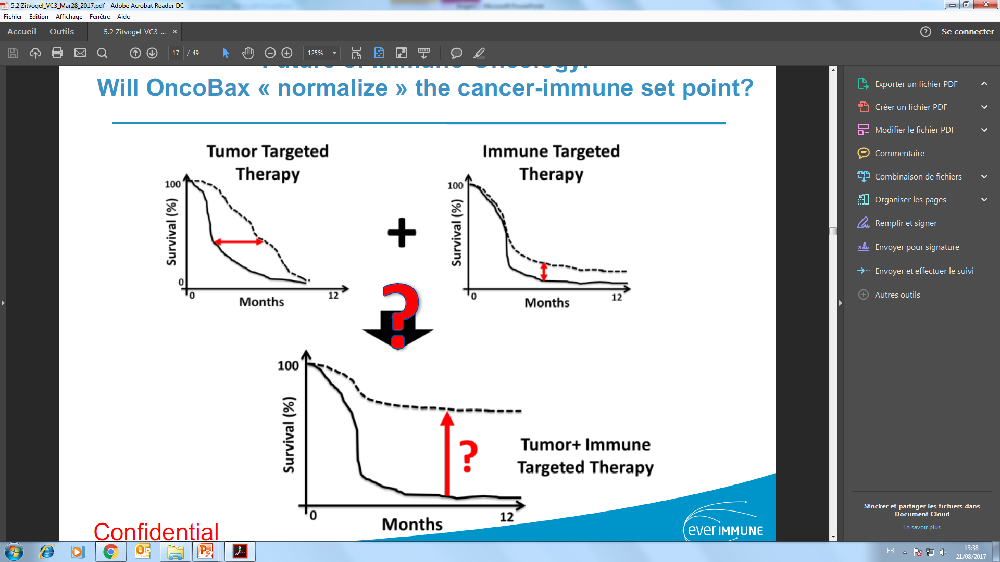 5.2 Zitvogel_VC3_Mar28_2017.pdf - Adobe Acrobat Reader DC
Fichier Edition Affichage Fenêtre Aide
Accueil Outils 5.2 Zitvogel_VC3_... × ? Se connecter
17 / 49 125%
Future of Immuno-Oncology:
Will OncoBax « normalize » the cancer-immune set point?
Tumor Targeted
Therapy
100
Survival (%)
0
0
12
Months
+
Immune Targeted
Therapy
100
Survival (%)
0
12
Months
?
100
Survival (%)
?
Tumor+ Immune
Targeted Therapy
0
12
Months
Confidential
everIMMUNE
Exporter un fichier PDF
Créer un fichier PDF
Modifier le fichier PDF
Commentaire
Combinaison de fichiers
Organiser les pages
Remplir et signer
Envoyer pour signature
Envoyer et effectuer le suivi
Autres outils
Stocker et partager les fichiers dans
Document Cloud
En savoir plus
FR
13:38
21/08/2017